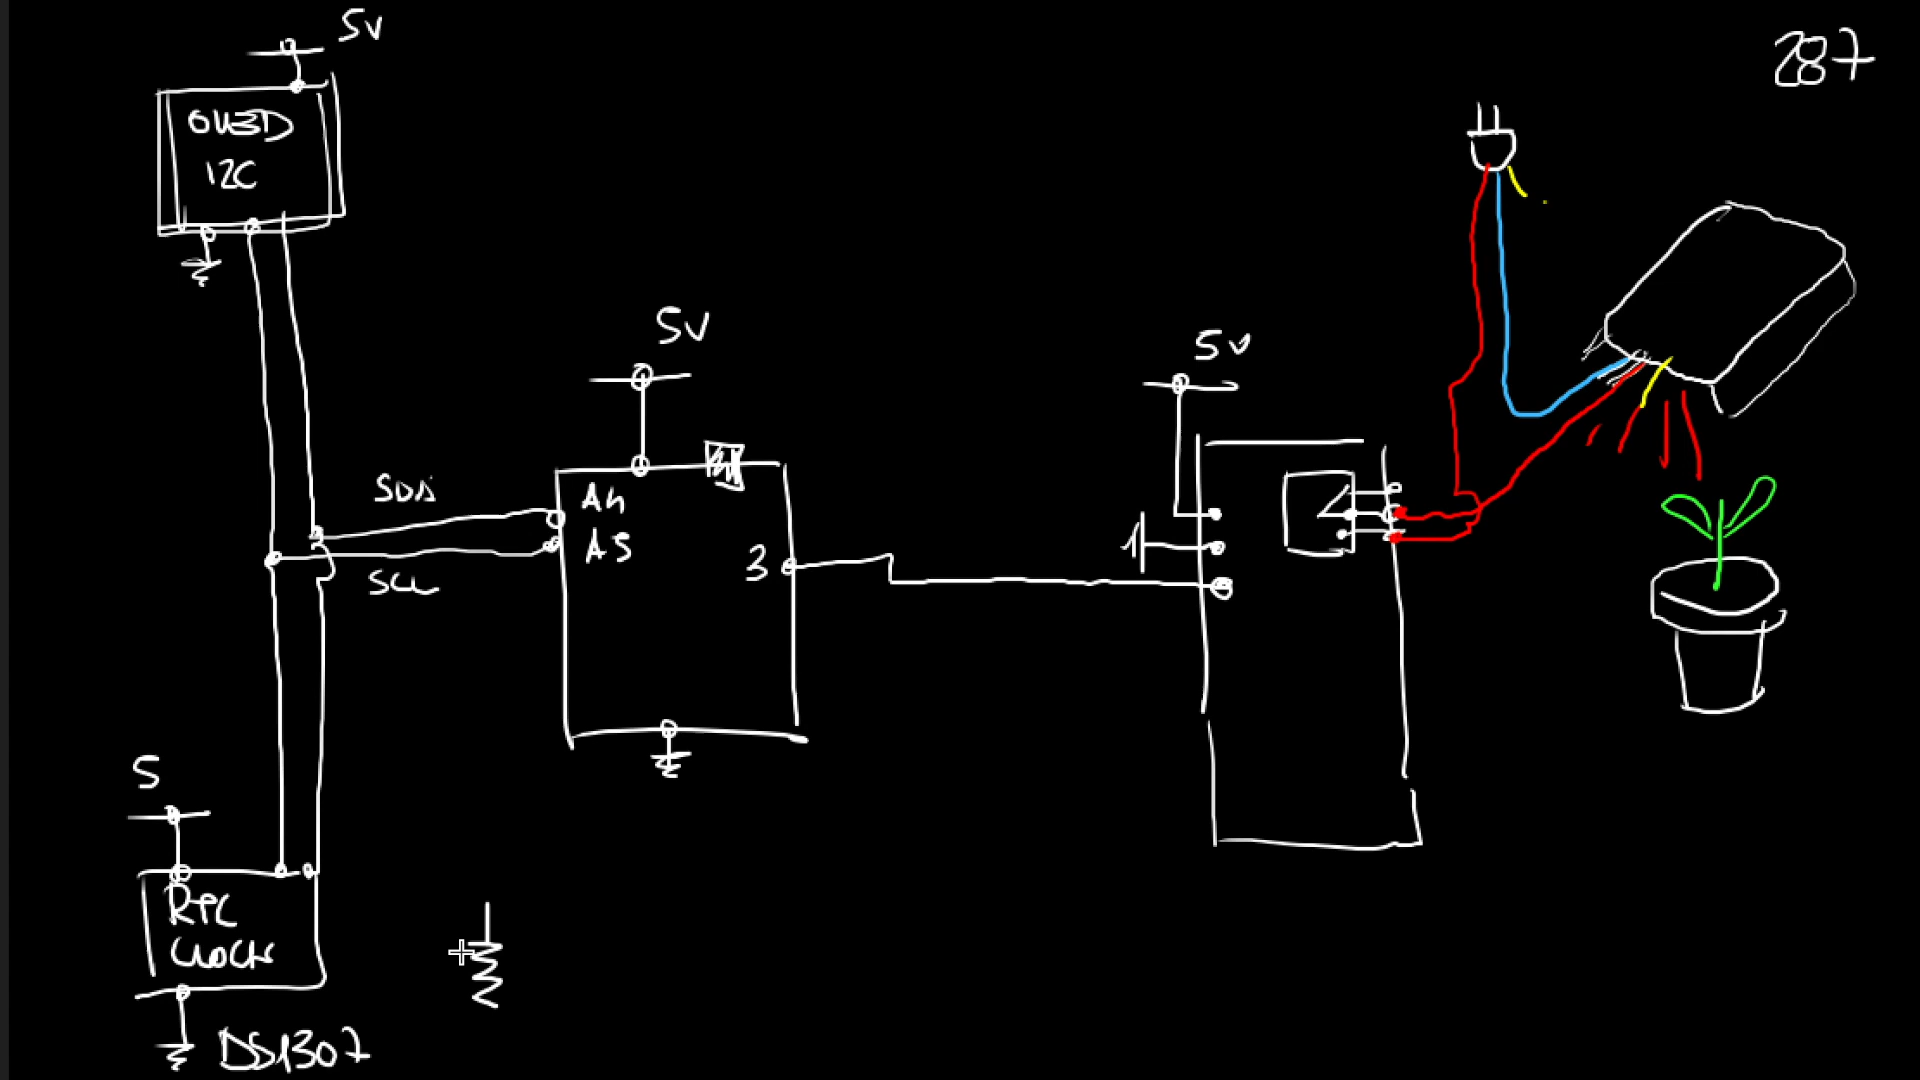 5V
287
OLED
I2C
5V
5V
SDA
A4
A5
3
SCL
5
RTC
CLOCK
DS1307